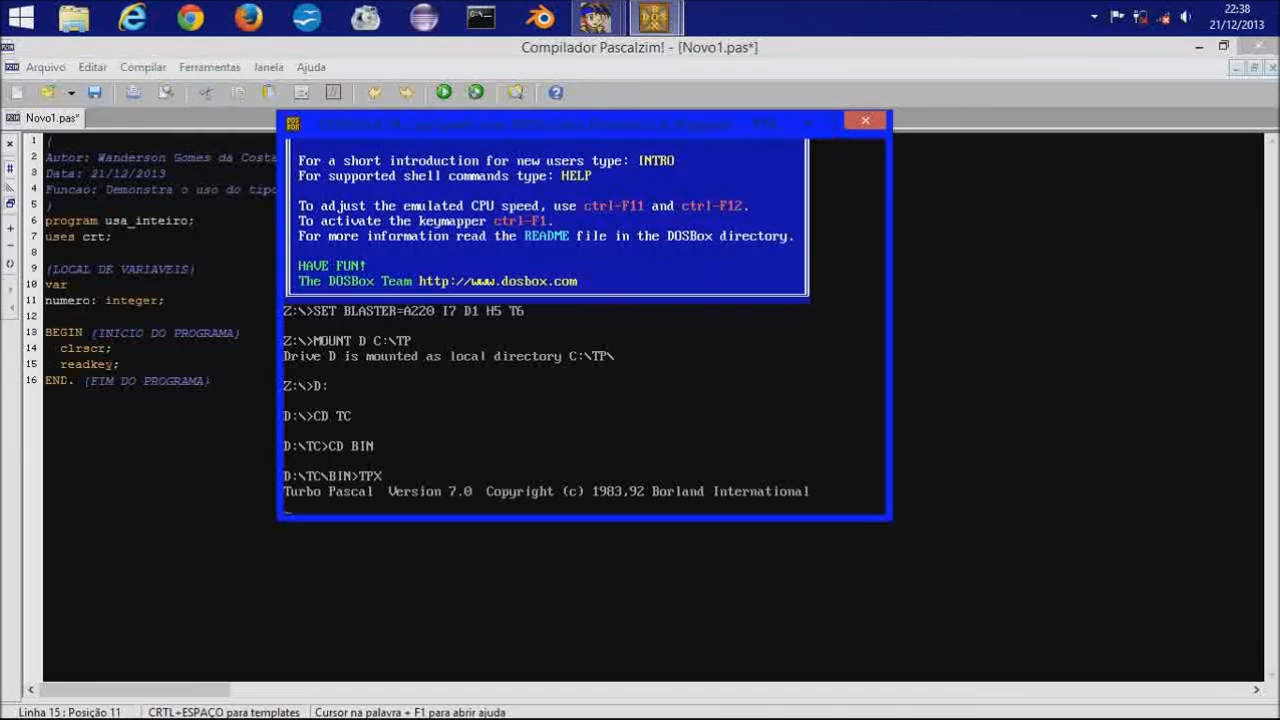 22:38
21/12/2013
Compilador Pascalzim! - [Novo1.pas*]
Arquivo Editar Compilar Ferramentas Janela Ajuda
Novo1.pas*
1 {
2 Autor: Wanderson Gomes da Costa
3 Data: 21/12/2013
4 Funcao: Demonstra o uso do tipo
5 }
6 program usa_inteiro;
7 uses crt;
8
9 {LOCAL DE VARIAVEIS}
10 var
11 numero: integer;
12
13 BEGIN {INICIO DO PROGRAMA}
14 clrscr;
15 readkey;
16 END. {FIM DO PROGRAMA}
For a short introduction for new users type: INTRO
For supported shell commands type: HELP
To adjust the emulated CPU speed, use ctrl-F11 and ctrl-F12.
To activate the keymapper ctrl-F1.
For more information read the README file in the DOSBox directory.
HAVE FUN!
The DOSBox Team http://www.dosbox.com
Z:\>SET BLASTER=A220 I7 D1 H5 T6
Z:\>MOUNT D C:\TP
Drive D is mounted as local directory C:\TP\
Z:\>D:
D:\>CD TC
D:\TC>CD BIN
D:\TC\BIN>TPX
Turbo Pascal Version 7.0 Copyright (c) 1983,92 Borland International
Linha 15 : Posição 11 CRTL+ESPAÇO para templates Cursor na palavra + F1 para abrir ajuda